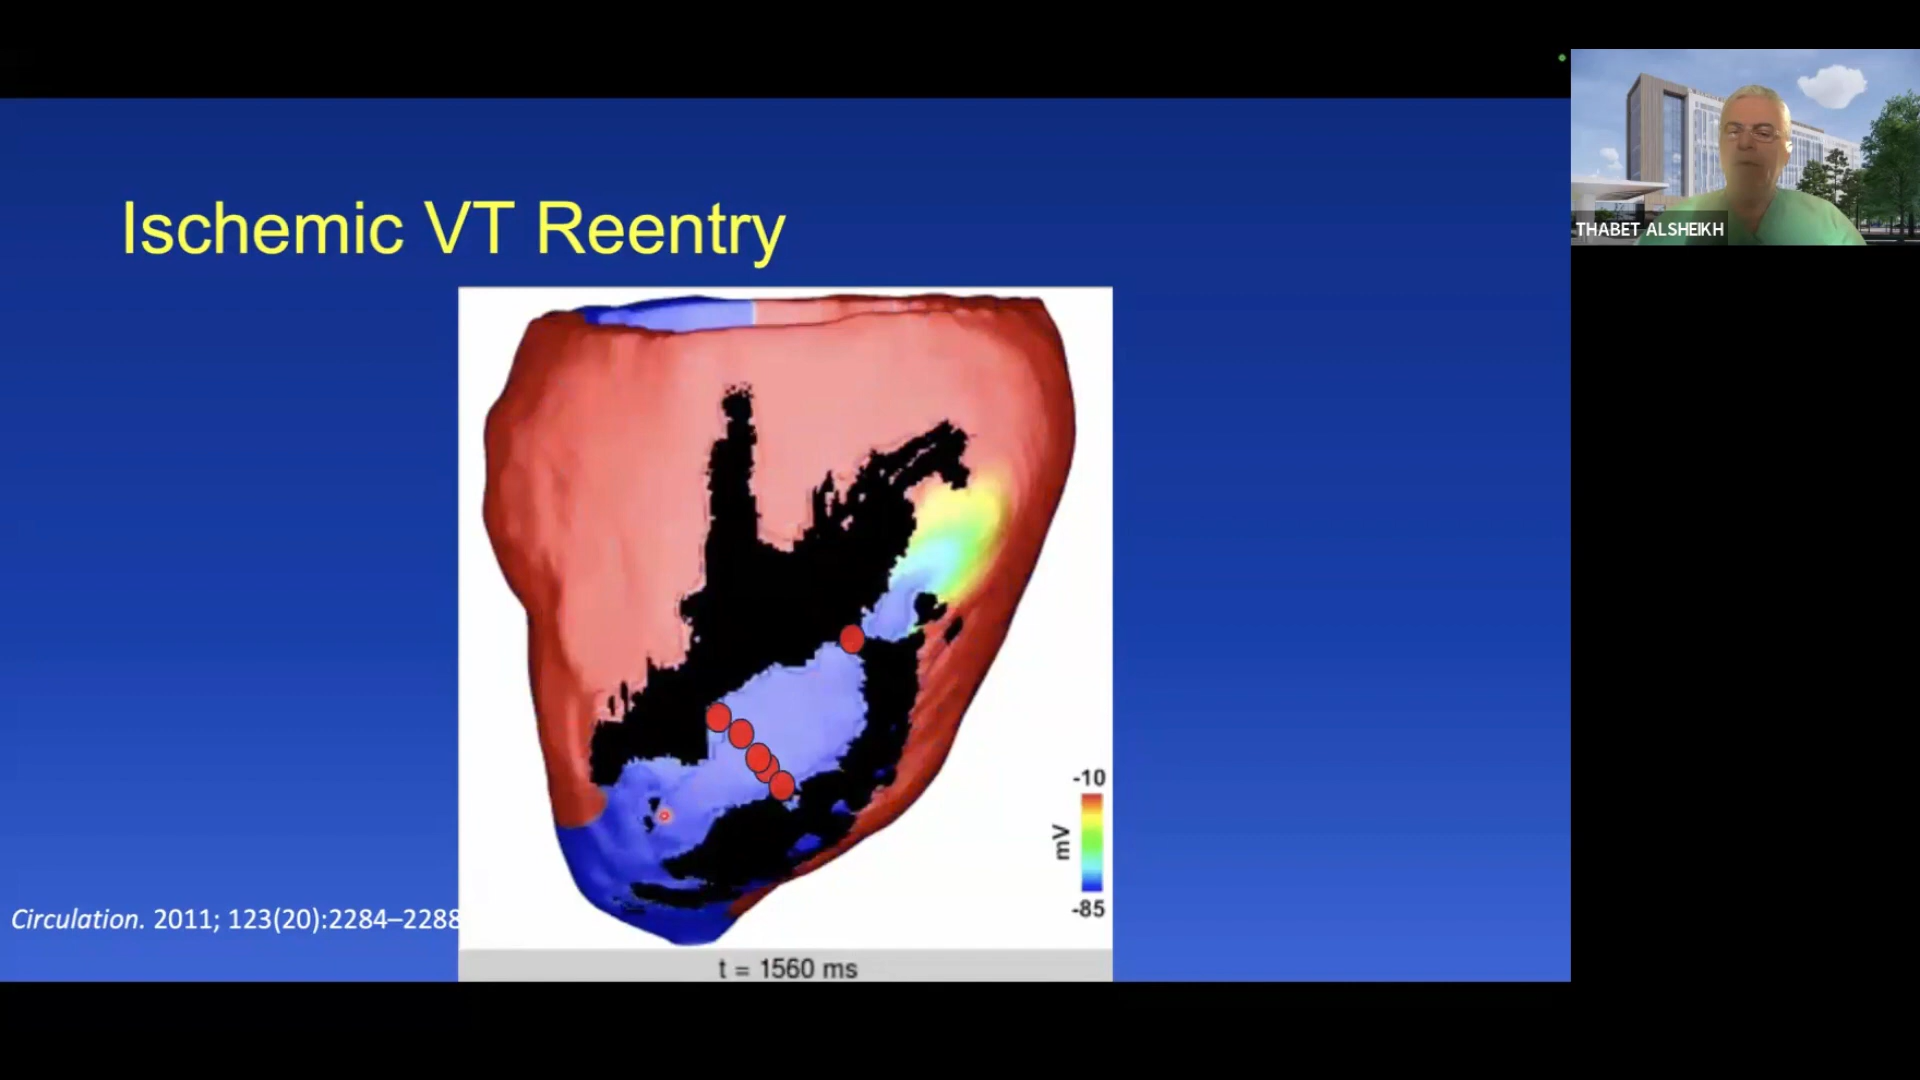 THABET ALSHEIKH
Ischemic VT Reentry
-10
mV
-85
Circulation. 2011; 123(20):2284–2288
t = 1560 ms